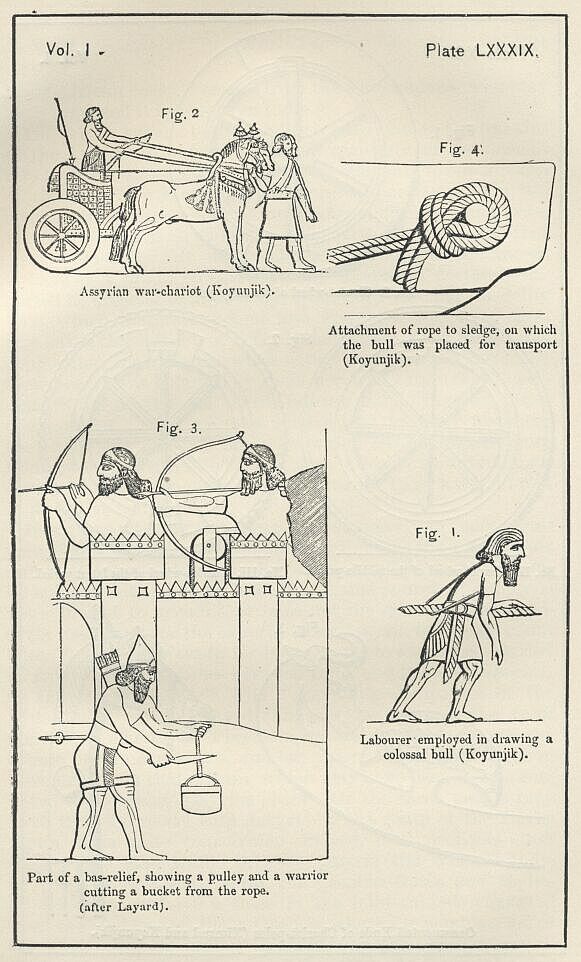 Vol. I.
Plate LXXXIX.
Fig. 2
Assyrian war-chariot (Koyunjik).
Fig. 4.
Attachment of rope to sledge, on which
the bull was placed for transport
(Koyunjik).
Fig. 3.
Part of a bas-relief, showing a pulley and a warrior
cutting a bucket from the rope.
(after Layard).
Fig. I.
Labourer employed in drawing a
colossal bull (Koyunjik).